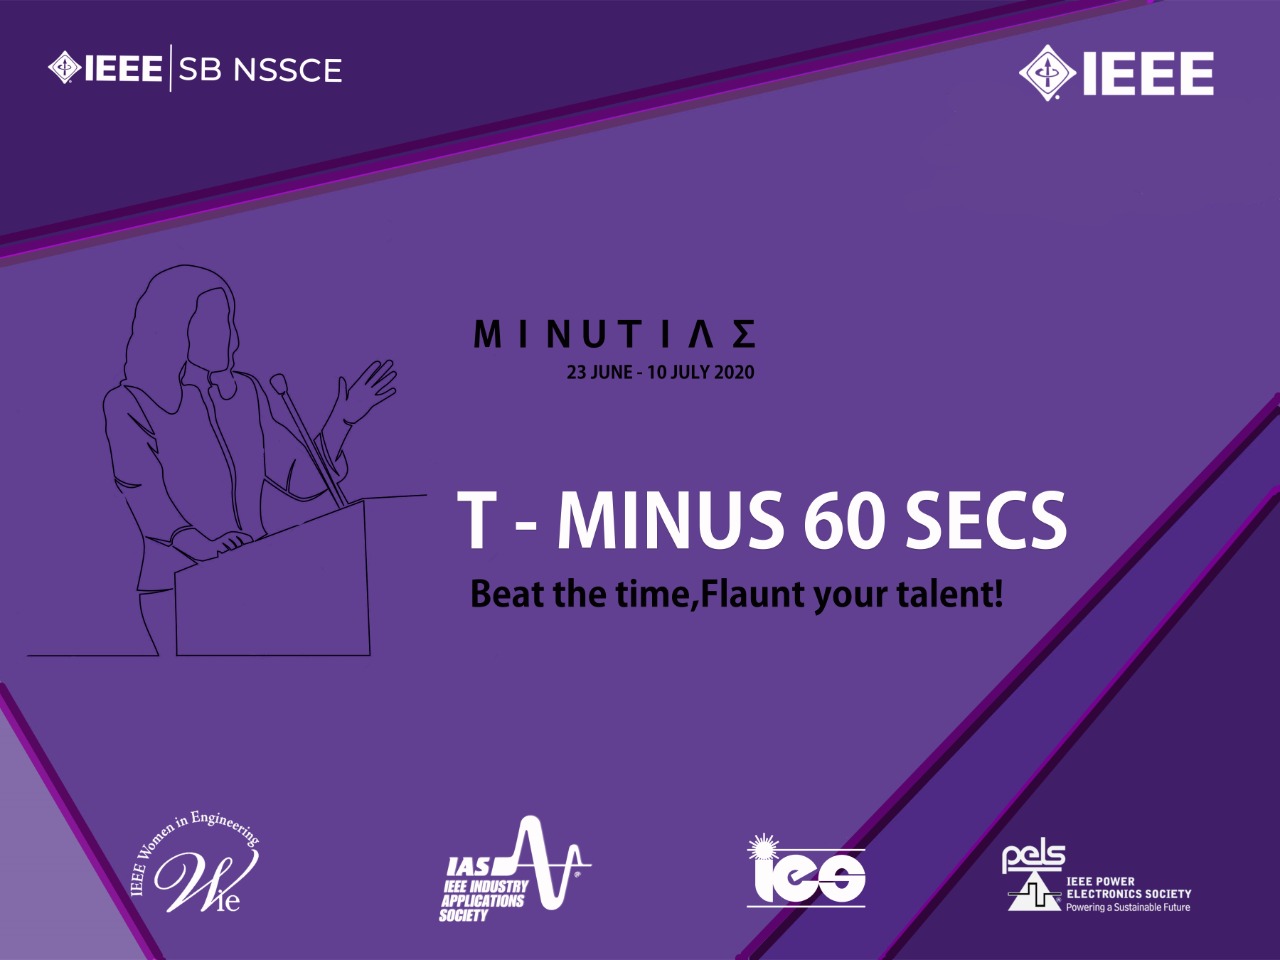 IEEE | SB NSSCE
IEEE
MINUTIΛΣ
23 JUNE - 10 JULY 2020
T - MINUS 60 SECS
Beat the time,Flaunt your talent!
IEEE Women in Engineering
Wie
IAS
IEEE INDUSTRY
APPLICATIONS
SOCIETY
ies
pels
IEEE POWER
ELECTRONICS SOCIETY
Powering a Sustainable Future